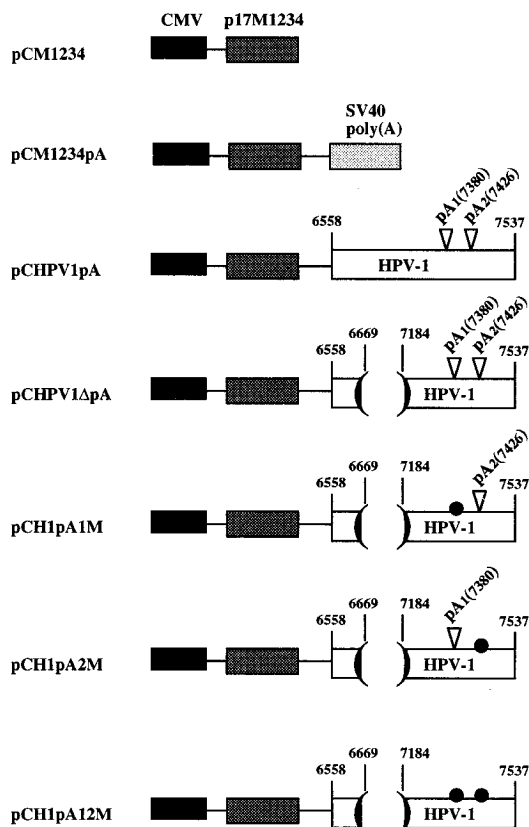 CMV p17M1234
pCM1234
SV40
poly(A)
pCM1234pA
pA1(7380)
pA2(7426)
6558 7537
pCHPV1pA HPV-1
pA1(7380)
pA2(7426)
6558 6669 7184 7537
pCHPV1ΔpA HPV-1
pA2(7426)
6558 6669 7184 7537
pCH1pA1M HPV-1
pA1(7380)
6558 6669 7184 7537
pCH1pA2M HPV-1
6558 6669 7184 7537
pCH1pA12M HPV-1